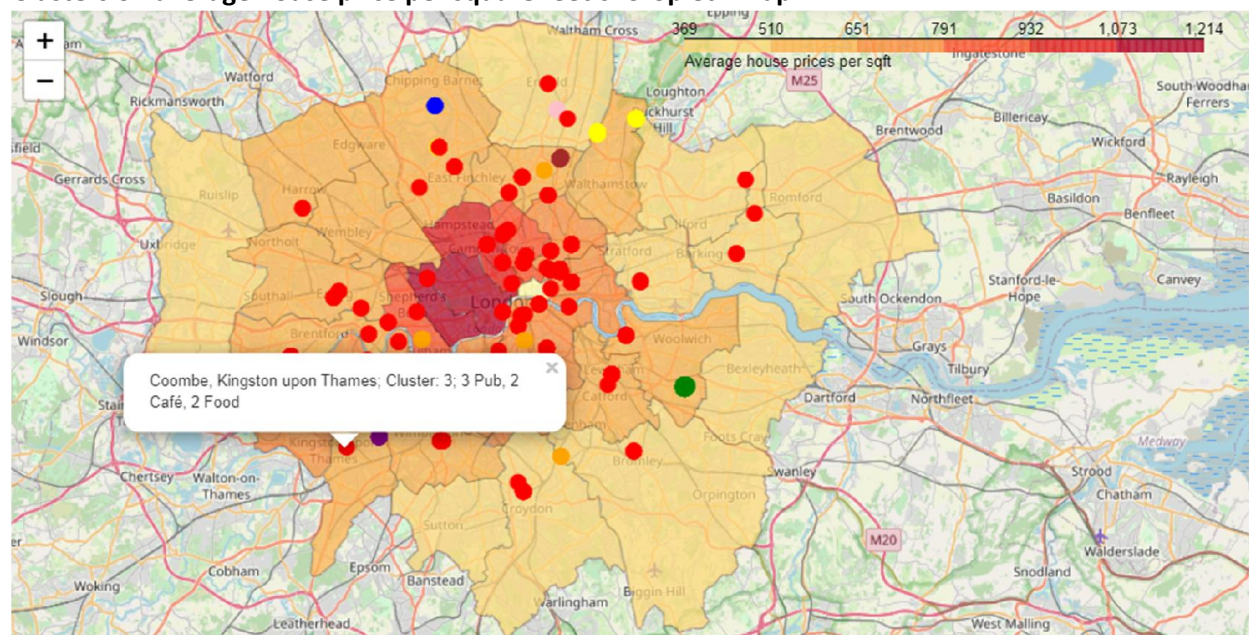 +
−
Waltham Cross
Epping
369 510 651 791 932 1,073 1,214
Average house prices per sqft
Ingatestone
M25
South-Woodham
Ferrers
Watford
Chipping Barnet
Enfield
Loughton
Rickmansworth
Hill
Billericay
Brentwood
Wickford
Edgware
Gerrards Cross
East Finchley
Walthamstow
Rayleigh
Ruislip
Harrow
Romford
Basildon
Benfleet
Hampstead
Wembley
Ilford
Uxbridge
Northolt
Stratford
Barking
Stanford-le-
Hope
Canvey
Slough
Southall
Shepherd's
London
South Ockendon
Windsor
Brentford
Woolwich
Grays
Tilbury
Bexleyheath
Coombe, Kingston upon Thames; Cluster: 3; 3 Pub, 2
Café, 2 Food
×
Catford
Dartford
Northfleet
Foots Cray
Medway
Thames
Bromley
Chertsey
Walton-on-
Thames
Swanley
Strood
Chatham
Orpington
Croydon
Sutton
M20
Walderslade
Cobham
Epsom
Banstead
Woking
Snodland
Biggin Hill
Warlingham
Leatherhead
West Malling